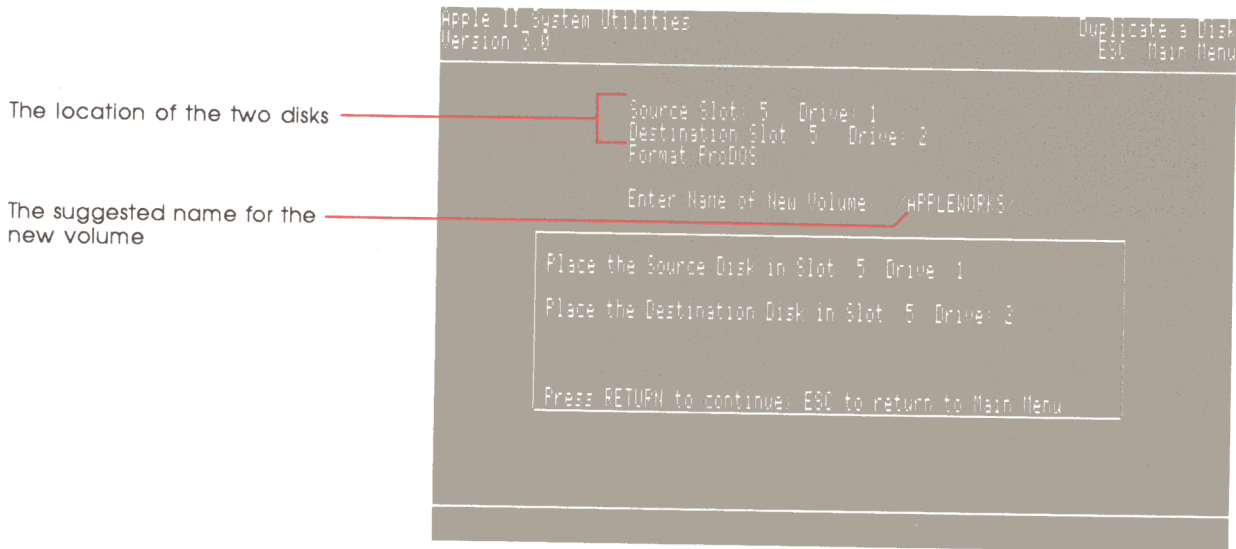 Apple II System Utilities
Version 3.0
Duplicate a Disk
ESC: Main Menu
The location of the two disks
Source Slot: 5 Drive: 1
Destination Slot: 5 Drive: 2
Format:ProDOS
The suggested name for the
new volume
Enter Name of New Volume: /APPLEWORKS/
Place the Source Disk in Slot: 5 Drive: 1
Place the Destination Disk in Slot: 5 Drive: 2
Press RETURN to continue; ESC to return to Main Menu